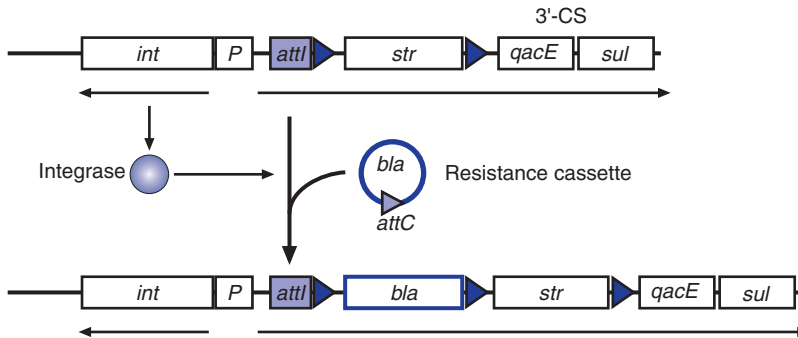 3'-CS
int P attI str qacE sul
Integrase
bla
attC
Resistance cassette
int P attI bla str qacE sul